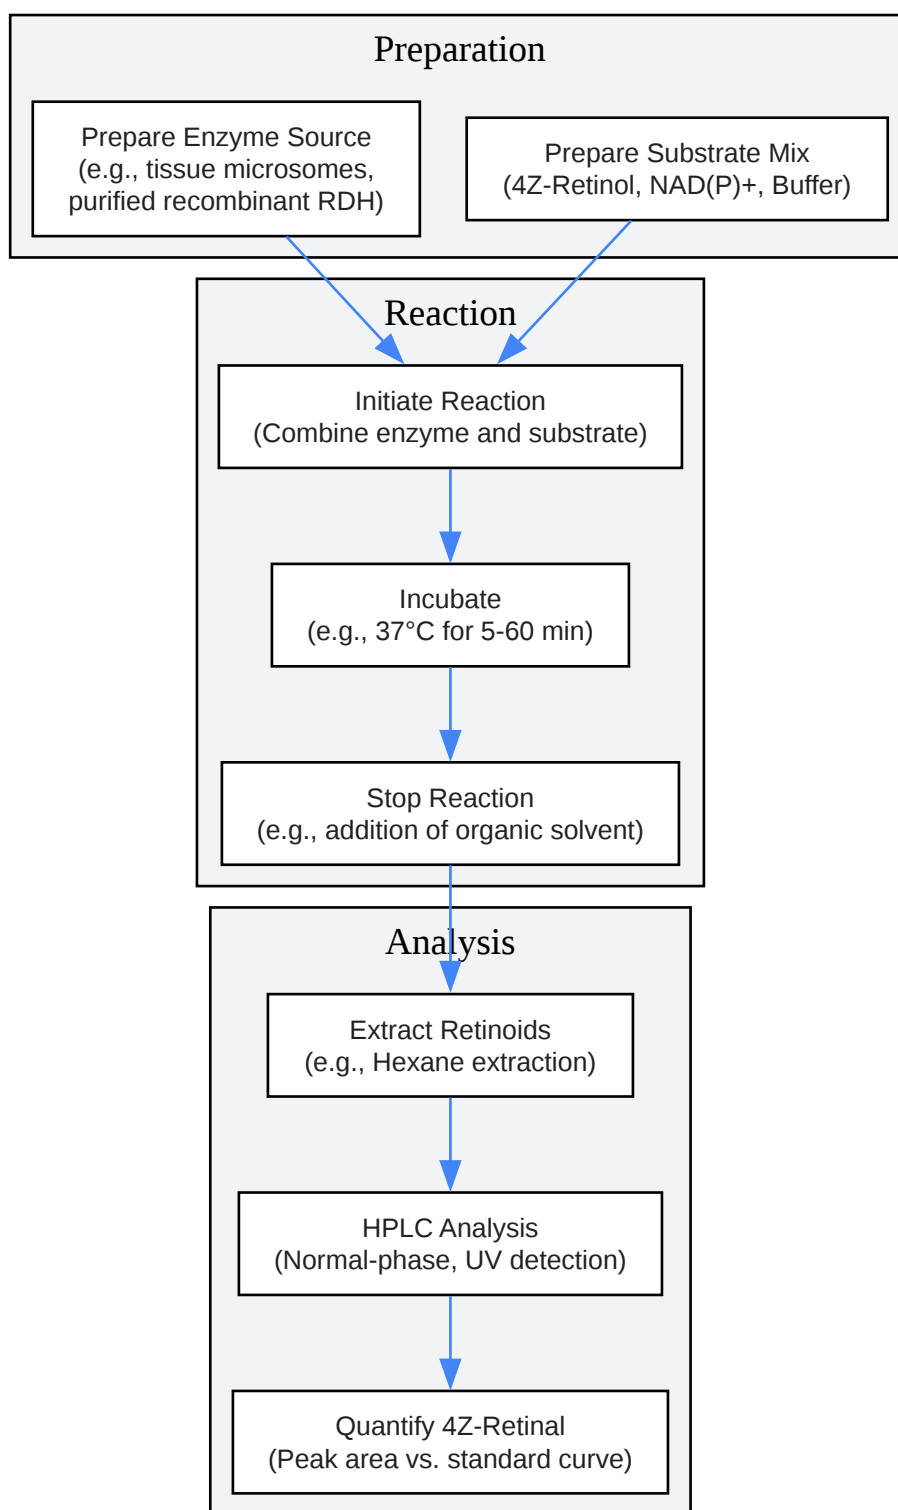 Preparation
Prepare Enzyme Source
(e.g., tissue microsomes,
purified recombinant RDH)
Prepare Substrate Mix
(4Z-Retinol, NAD(P)+, Buffer)
Reaction
Initiate Reaction
(Combine enzyme and substrate)
Incubate
(e.g., 37°C for 5-60 min)
Stop Reaction
(e.g., addition of organic solvent)
Analysis
Extract Retinoids
(e.g., Hexane extraction)
HPLC Analysis
(Normal-phase, UV detection)
Quantify 4Z-Retinal
(Peak area vs. standard curve)